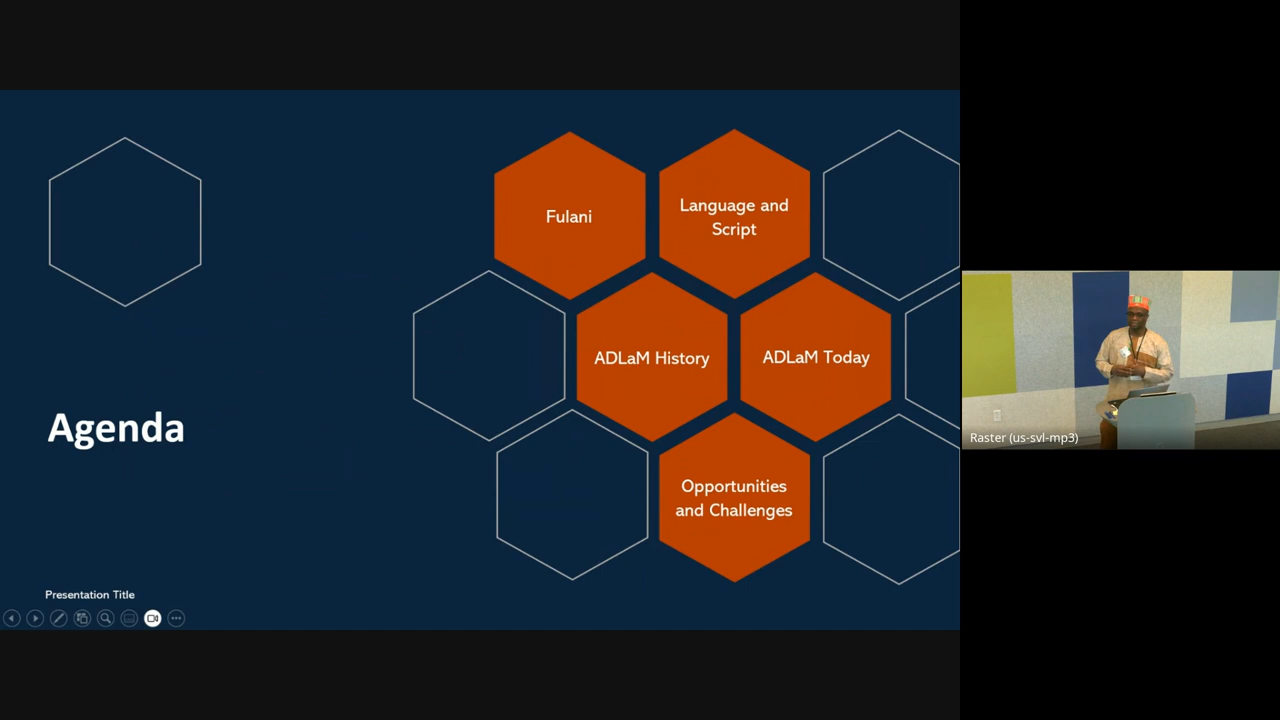 Fulani
Language and
Script
ADLaM History
ADLaM Today
Agenda
Opportunities
and Challenges
Presentation Title
Raster (us-svl-mp3)